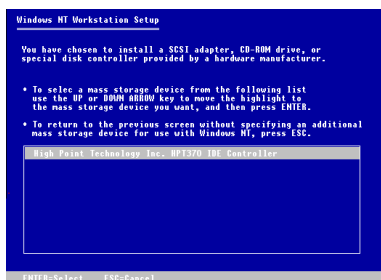 Windows NT Workstation Setup
You have chosen to install a SCSI adapter, CD-ROM drive, or
special disk controller provided by a hardware manufacturer.
• To selec a mass storage device from the following list
use the UP or DOWN ARROW key to move the highlight to
the mass storage device you want, and then press ENTER.
• To return to the previous screen without specifying an additional
mass storage device for use with Windows NT, press ESC.
High Point Technology Inc. HPT370 IDE Controller
ENTER=Select ESC=Cancel